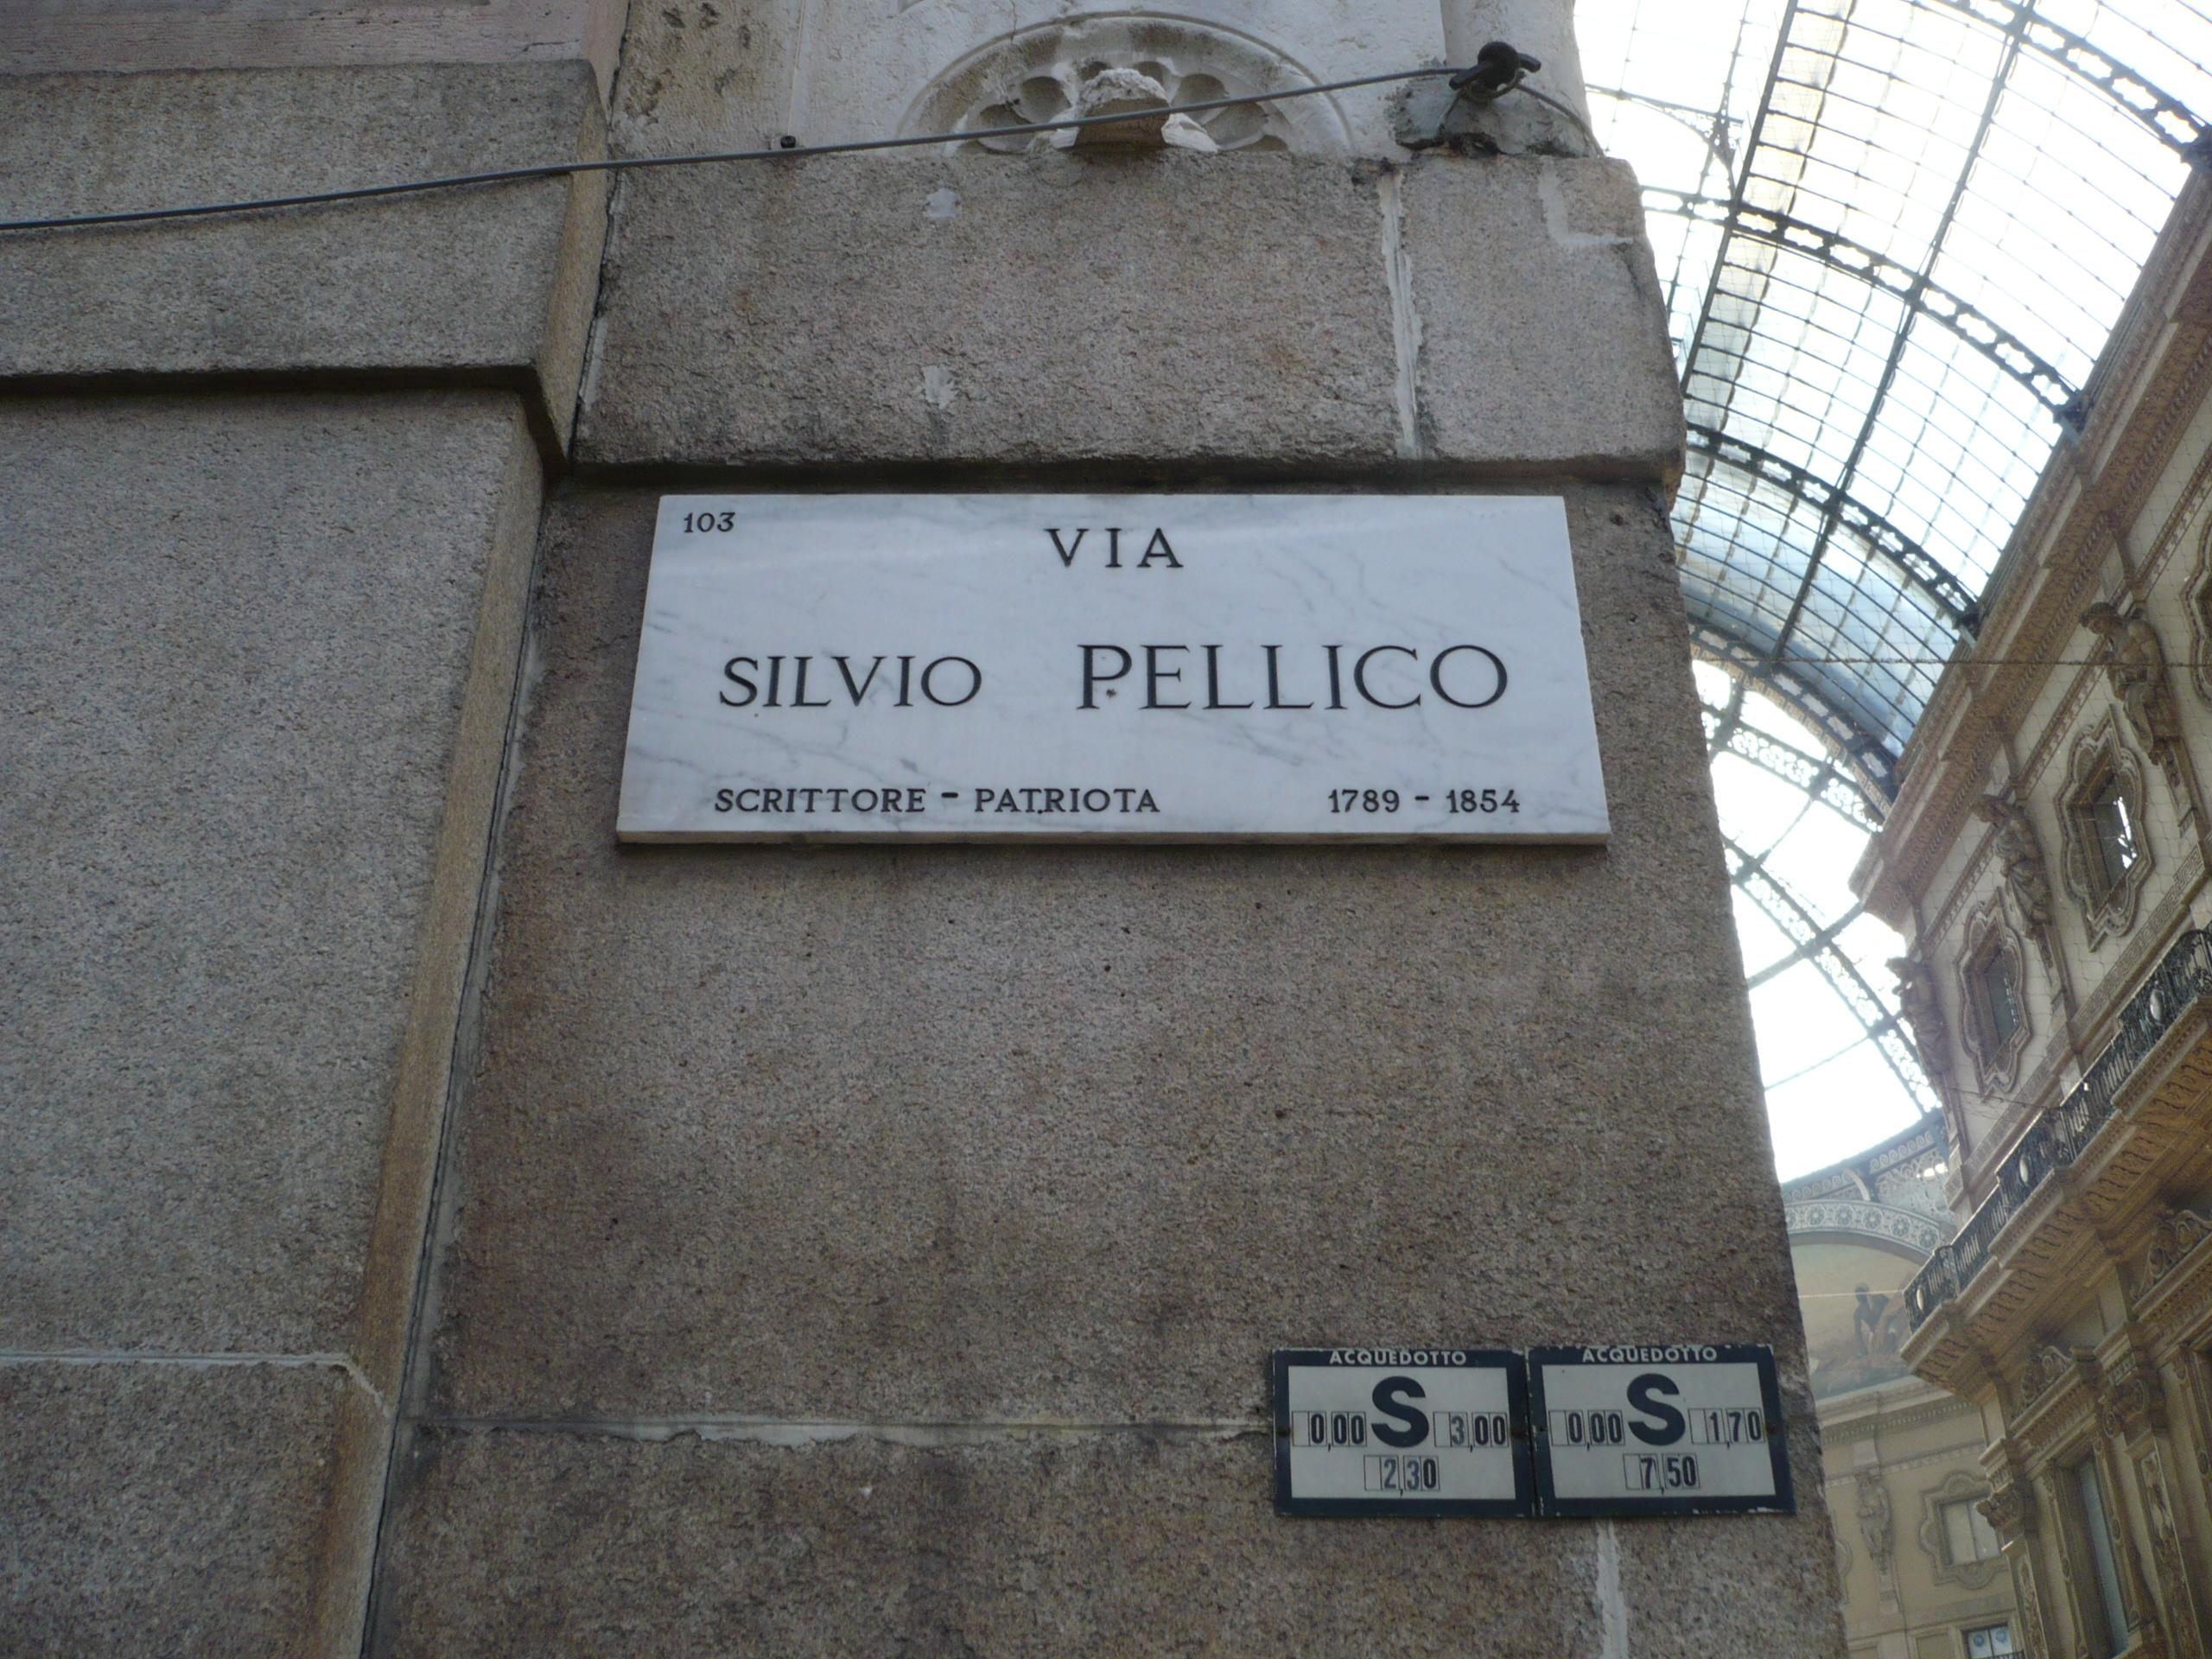 103
VIA
SILVIO PELLICO
SCRITTORE - PATRIOTA 1789 - 1854
ACQUEDOTTO
0,00 S 3,00
2,30
ACQUEDOTTO
0,00 S 1,70
7,50